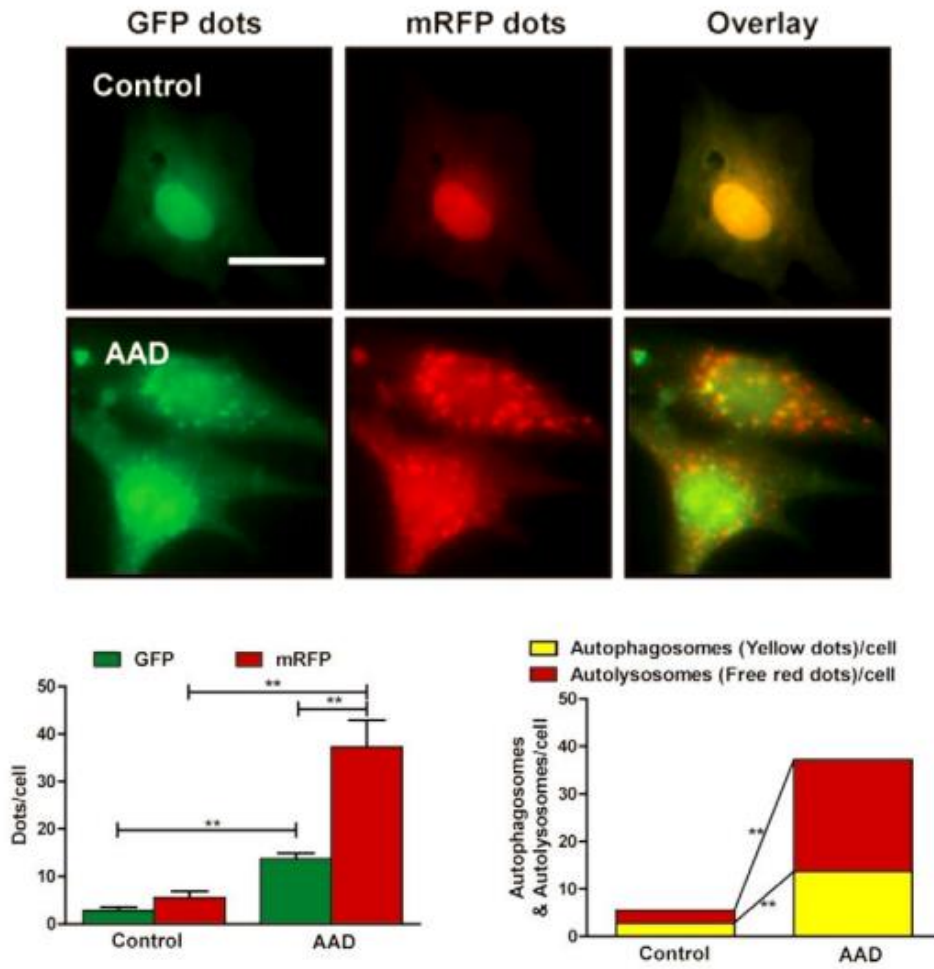 GFP dots mRFP dots Overlay
Control
AAD
GFP mRFP
50
40
30
20
10
0
Dots/cell
**
**
**
Control AAD
Autophagosomes (Yellow dots)/cell
Autolysosomes (Free red dots)/cell
50
40
30
20
10
0
Autophagosomes
& Autolysosomes/cell
**
**
Control AAD